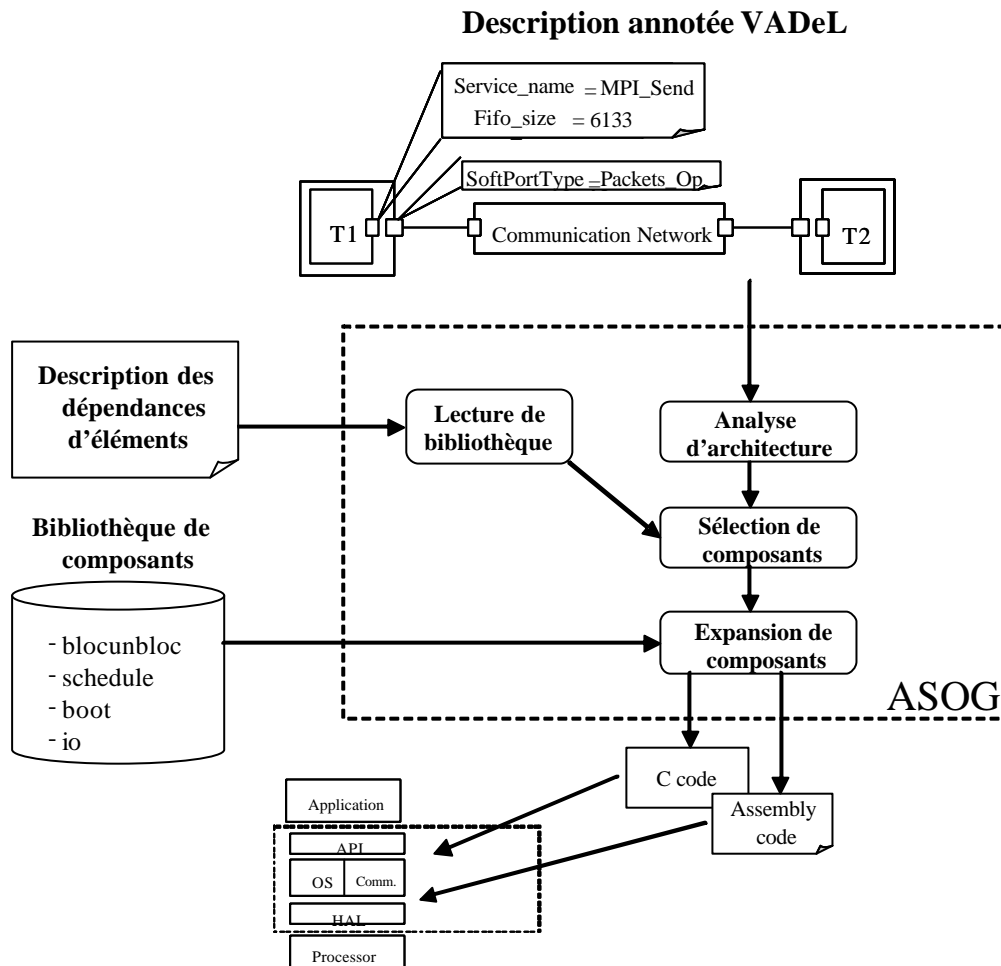 Description annotée VADeL
Service_name = MPI_Send
Fifo_size = 6133
SoftPortType =Packets_Op
T1
Communication Network
T2
Description des
dépendances
d'éléments
Lecture de
bibliothèque
Analyse
d'architecture
Bibliothèque de
composants
Sélection de
composants
- blocunbloc
- schedule
- boot
- io
Expansion de
composants
ASOG
C code
Assembly
code
Application
API
OS
Comm.
HAL
Processor